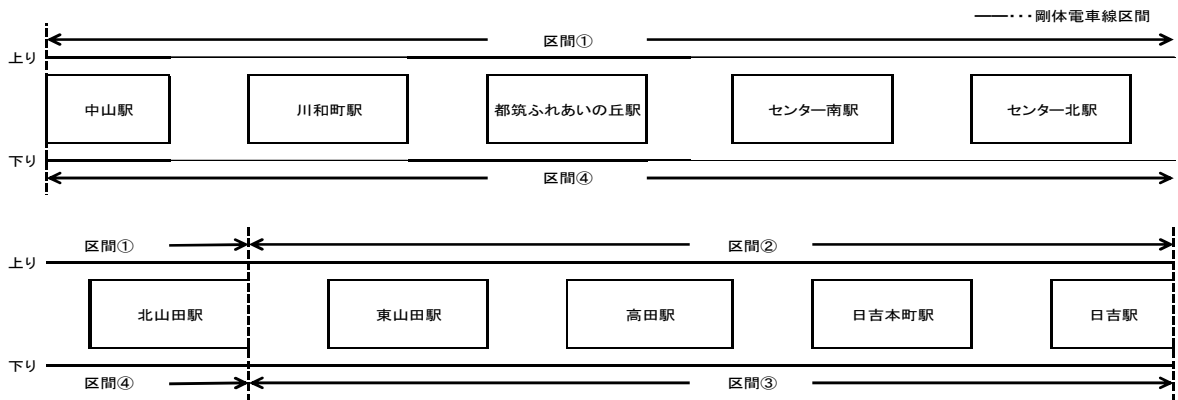 ――・・・剛体電車線区間
区間①
上り
中山駅
川和町駅
都筑ふれあいの丘駅
センター南駅
センター北駅
下り
区間④
区間①
区間②
上り
北山田駅
東山田駅
高田駅
日吉本町駅
日吉駅
下り
区間④
区間③